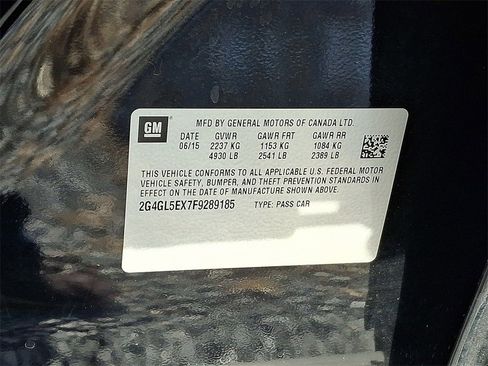 GM
MFD BY GENERAL MOTORS OF CANADA LTD.
DATE GVWR GAWR FRT GAWR RR
06/15 2237 KG 1153 KG 1084 KG
4930 LB 2541 LB 2389 LB
THIS VEHICLE CONFORMS TO ALL APPLICABLE U.S. FEDERAL MOTOR
VEHICLE SAFETY, BUMPER, AND THEFT PREVENTION STANDARDS
IN EFFECT ON THE DATE OF MANUFACTURE SHOWN ABOVE.
2G4GL5EX7F9289185 TYPE: PASS CAR